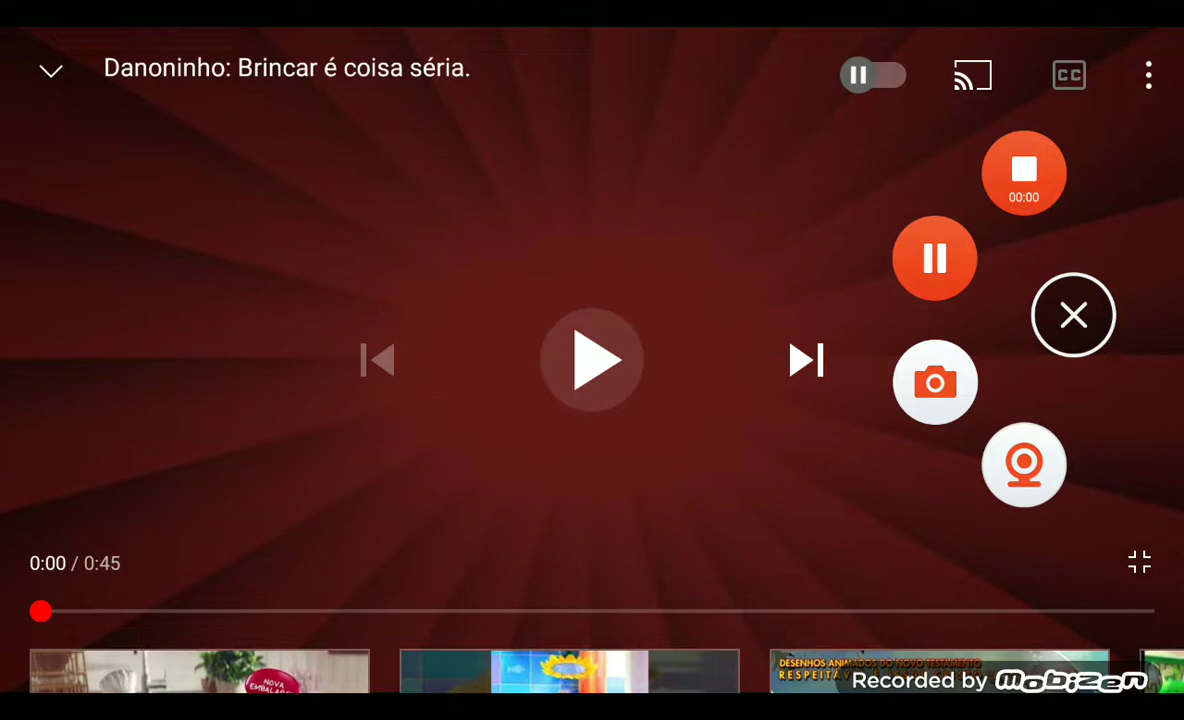 Danoninho: Brincar é coisa séria.
CC
00:00
0:00 / 0:45
NOVA
DESENHOS ANIMADOS DO NOVO TESTAMENTO
Recorded by mobizen